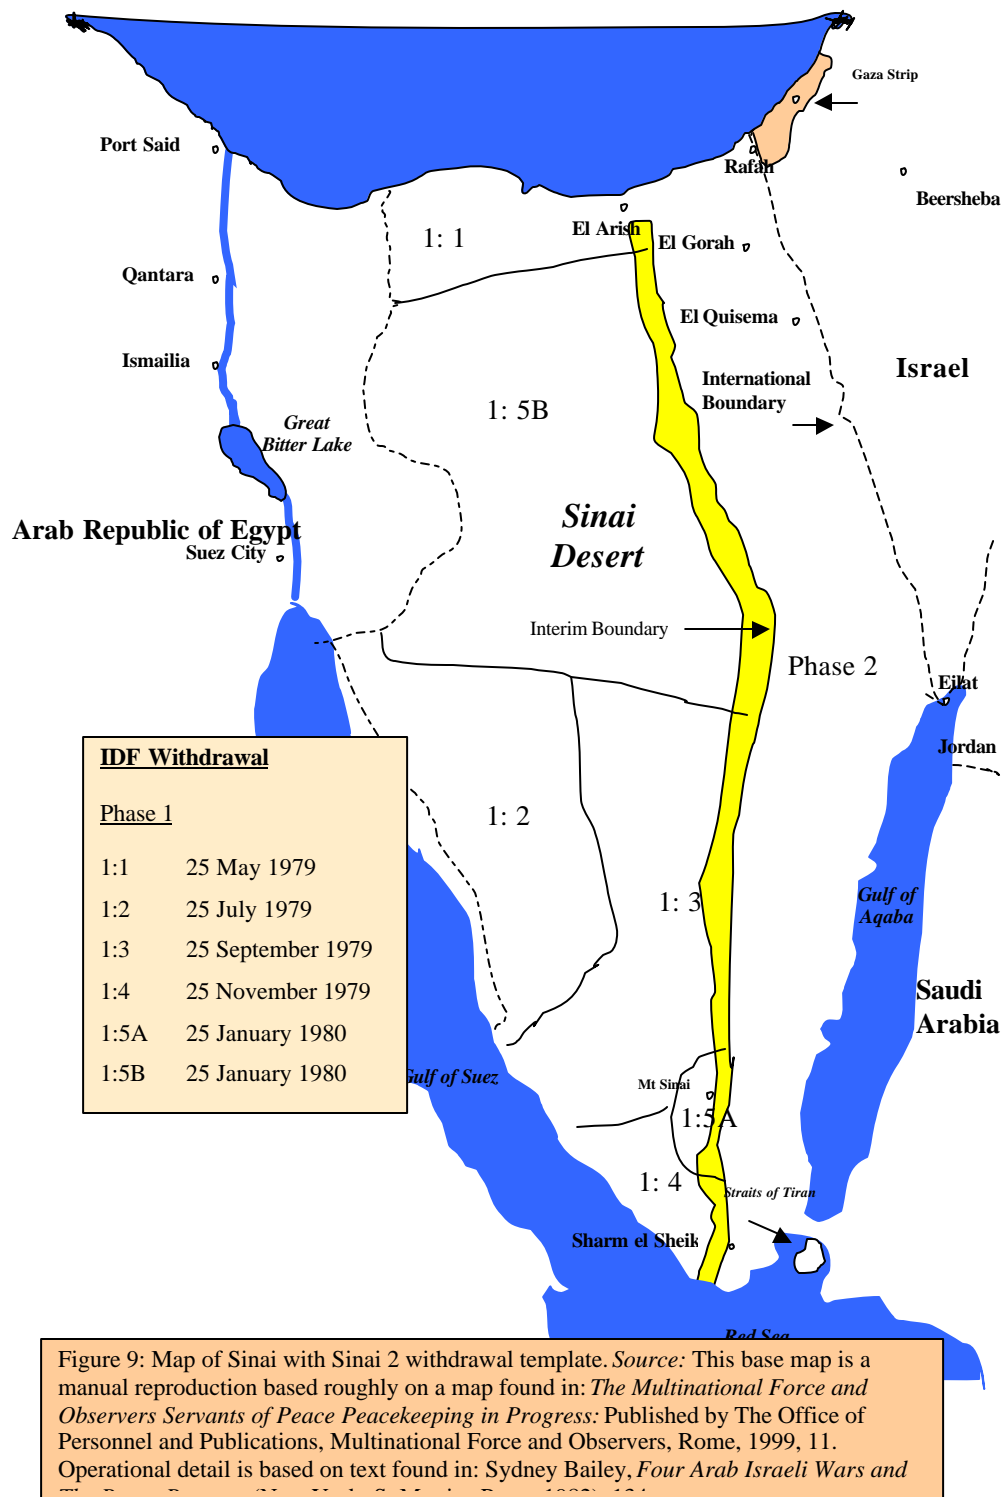 Gaza Strip
Port Said
Rafah
Beersheba
El Arish
1: 1
El Gorah
Qantara
El Quisema
Ismailia
Israel
International
Boundary
1: 5B
Great
Bitter Lake
Sinai
Desert
Arab Republic of Egypt
Suez City
Interim Boundary
Phase 2
Eilat
Jordan
IDF Withdrawal
Phase 1
1:1 25 May 1979
1:2 25 July 1979
1:3 25 September 1979
1:4 25 November 1979
1:5A 25 January 1980
1:5B 25 January 1980
1: 2
1: 3
Gulf of
Aqaba
Saudi
Arabia
Gulf of Suez
Mt Sinai
1:5A
1: 4
Straits of Tiran
Sharm el Sheik
Red Sea
Figure 9: Map of Sinai with Sinai 2 withdrawal template. Source: This base map is a
manual reproduction based roughly on a map found in: The Multinational Force and
Observers Servants of Peace Peacekeeping in Progress: Published by The Office of
Personnel and Publications, Multinational Force and Observers, Rome, 1999, 11.
Operational detail is based on text found in: Sydney Bailey, Four Arab Israeli Wars and